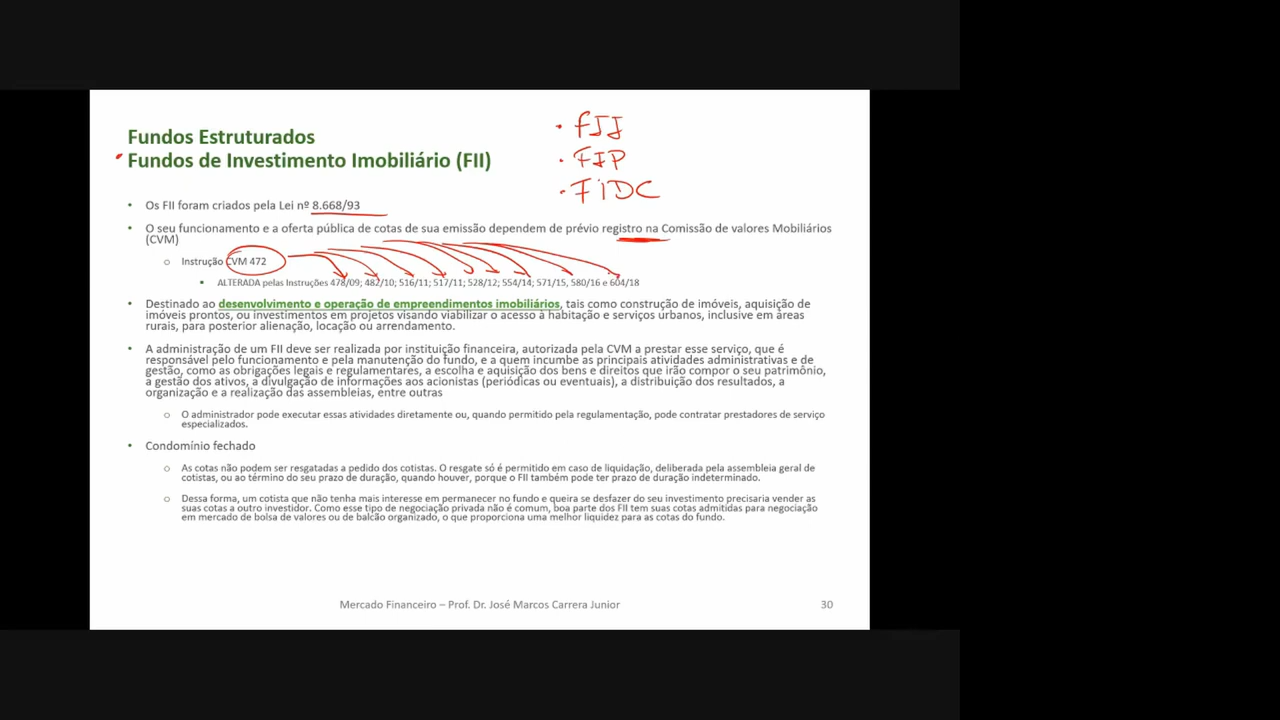 Fundos Estruturados
Fundos de Investimento Imobiliário (FII)
• FII
• FIP
• FIDC
• Os FII foram criados pela Lei nº 8.668/93
• O seu funcionamento e a oferta pública de cotas de sua emissão dependem de prévio registro na Comissão de valores Mobiliários
(CVM)
o Instrução CVM 472
▪ ALTERADA pelas Instruções 478/09; 482/10; 516/11; 517/11; 528/12; 554/14; 571/15, 580/16 e 604/18
• Destinado ao desenvolvimento e operação de empreendimentos imobiliários, tais como construção de imóveis, aquisição de
imóveis prontos, ou investimentos em projetos visando viabilizar o acesso à habitação e serviços urbanos, inclusive em áreas
rurais, para posterior alienação, locação ou arrendamento.
• A administração de um FII deve ser realizada por instituição financeira, autorizada pela CVM a prestar esse serviço, que é
responsável pelo funcionamento e pela manutenção do fundo, e a quem incumbe as principais atividades administrativas e de
gestão, como as obrigações legais e regulamentares, a escolha e aquisição dos bens e direitos que irão compor o seu patrimônio,
a gestão dos ativos, a divulgação de informações aos acionistas (periódicas ou eventuais), a distribuição dos resultados, a
organização e a realização das assembleias, entre outras
o O administrador pode executar essas atividades diretamente ou, quando permitido pela regulamentação, pode contratar prestadores de serviço
especializados.
• Condomínio fechado
o As cotas não podem ser resgatadas a pedido dos cotistas. O resgate só é permitido em caso de liquidação, deliberada pela assembleia geral de
cotistas, ou ao término do seu prazo de duração, quando houver, porque o FII também pode ter prazo de duração indeterminado.
o Dessa forma, um cotista que não tenha mais interesse em permanecer no fundo e queira se desfazer do seu investimento precisaria vender as
suas cotas a outro investidor. Como esse tipo de negociação privada não é comum, boa parte dos FII tem suas cotas admitidas para negociação
em mercado de bolsa de valores ou de balcão organizado, o que proporciona uma melhor liquidez para as cotas do fundo.
Mercado Financeiro – Prof. Dr. José Marcos Carrera Junior
30